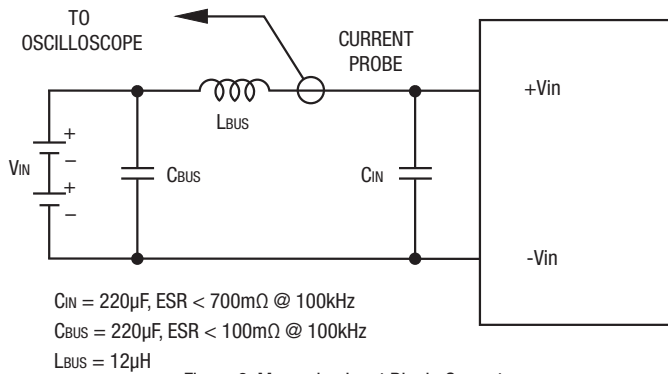 TO
OSCILLOSCOPE
CURRENT
PROBE
+Vin
LBUS
+
VIN
−
CBUS
CIN
+
−
-Vin
CIN = 220µF, ESR < 700mΩ @ 100kHz
CBUS = 220µF, ESR < 100mΩ @ 100kHz
LBUS = 12µH